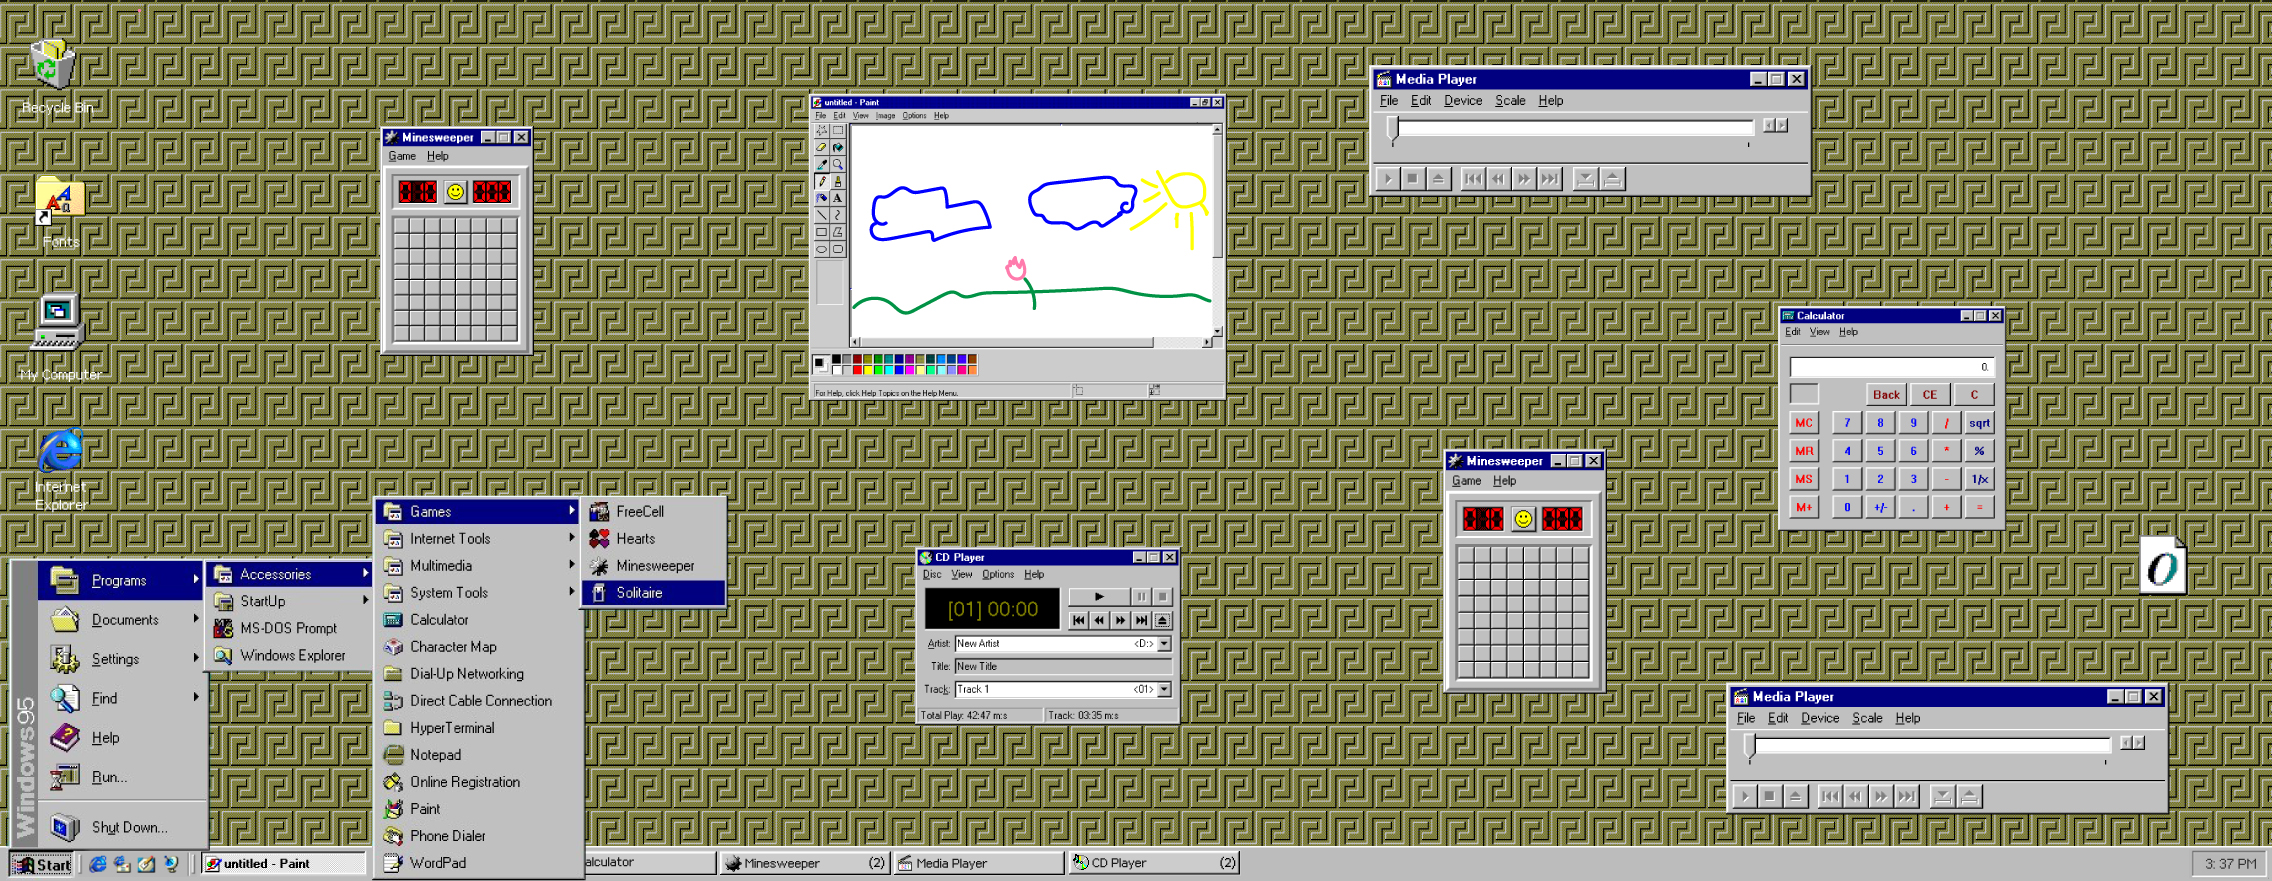 Recycle Bin
Fonts
My Computer
Internet
Explorer
Minesweeper
Game Help
010
000
untitled - Paint
File Edit View Image Options Help
A
For Help, click Help Topics on the Help Menu.
Media Player
File Edit Device Scale Help
Calculator
Edit View Help
0.
Back CE C
MC 7 8 9 / sqrt
MR 4 5 6 * %
MS 1 2 3 - 1/x
M+ 0 +/- . + =
Minesweeper
Game Help
010
000
CD Player
Disc View Options Help
[01] 00:00
Artist: New Artist <D:>
Title: New Title
Track: Track 1 <01>
Total Play: 42:47 m:s Track: 03:35 m:s
Media Player
File Edit Device Scale Help
O
Windows95
Programs
Documents
Settings
Find
Help
Run...
Shut Down...
Accessories
StartUp
MS-DOS Prompt
Windows Explorer
Games
Internet Tools
Multimedia
System Tools
Calculator
Character Map
Dial-Up Networking
Direct Cable Connection
HyperTerminal
Notepad
Online Registration
Paint
Phone Dialer
WordPad
FreeCell
Hearts
Minesweeper
Solitaire
Start
untitled - Paint
alculator
Minesweeper (2)
Media Player
CD Player (2)
3:37 PM